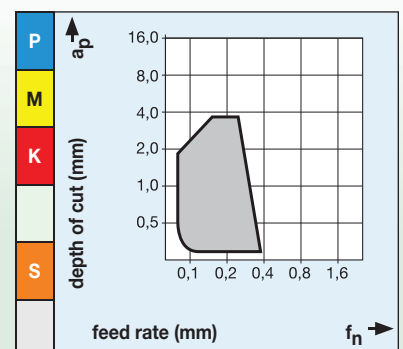 P
M
K
S
ap
depth of cut (mm)
16,0
8,0
4,0
2,0
1,0
0,5
0,1 0,2 0,4 0,8 1,6
feed rate (mm) fn